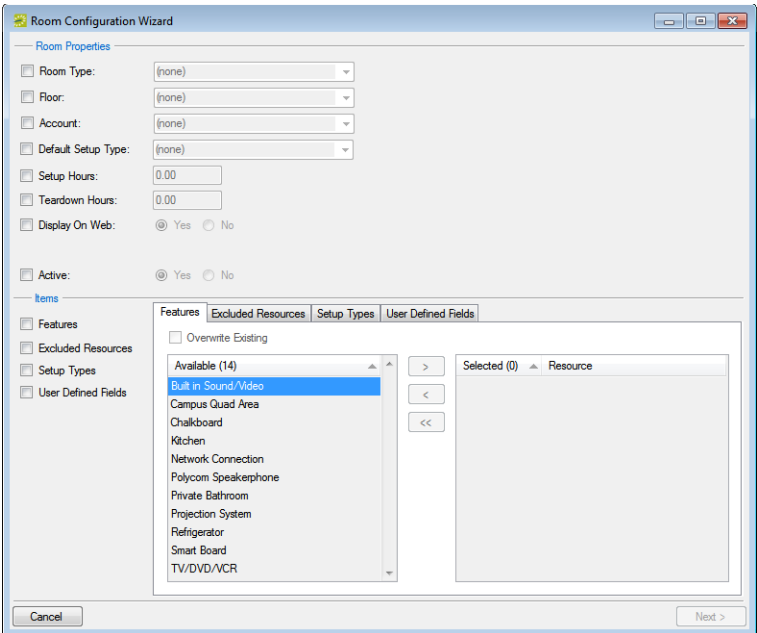 Room Configuration Wizard
Room Properties
Room Type: (none)
Floor: (none)
Account: (none)
Default Setup Type: (none)
Setup Hours: 0.00
Teardown Hours: 0.00
Display On Web: Yes No
Active: Yes No
Items
Features
Excluded Resources
Setup Types
User Defined Fields
Features Excluded Resources Setup Types User Defined Fields
Overwrite Existing
Available (14)
Built in Sound/Video
Campus Quad Area
Chalkboard
Kitchen
Network Connection
Polycom Speakerphone
Private Bathroom
Projection System
Refrigerator
Smart Board
TV/DVD/VCR
>
<
<<
Selected (0) Resource
Cancel Next >